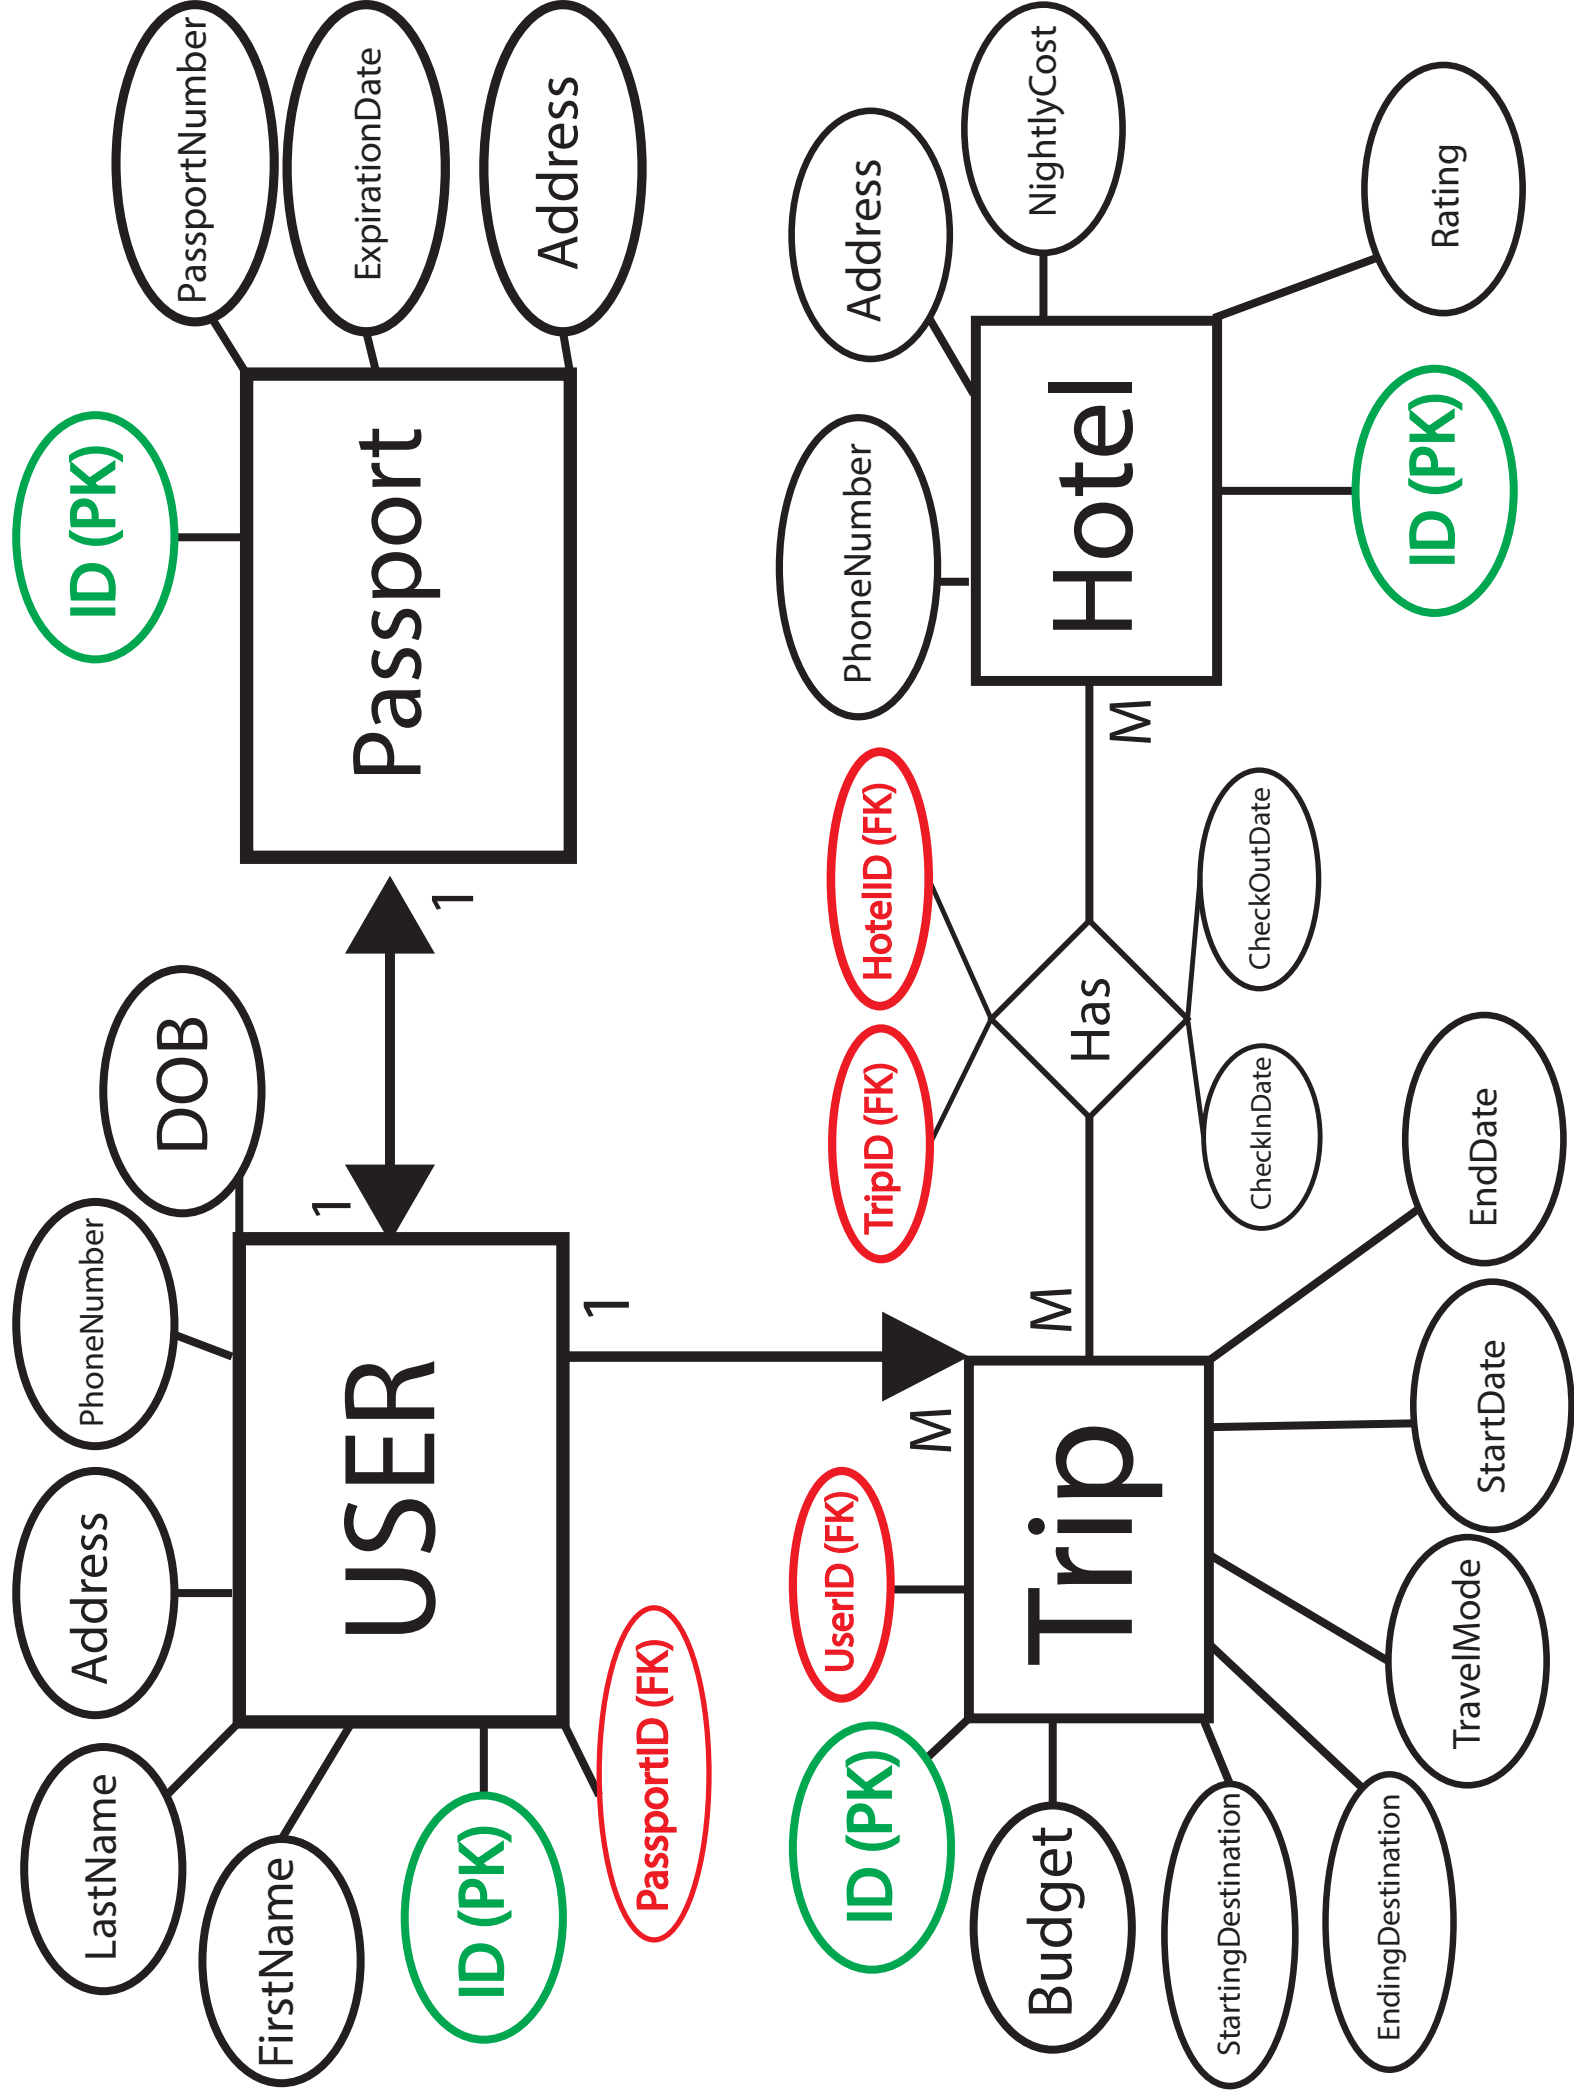 LastName
Address
PhoneNumber
DOB
ID (PK)
PassportNumber
FirstName
USER
1
1
Passport
ExpirationDate
ID (PK)
Address
PassportID (FK)
1
ID (PK)
UserID (FK)
M
TripID (FK)
HotelID (FK)
PhoneNumber
Address
Budget
Trip
M
Has
M
Hotel
NightlyCost
StartingDestination
CheckInDate
CheckOutDate
EndingDestination
TravelMode
StartDate
EndDate
ID (PK)
Rating